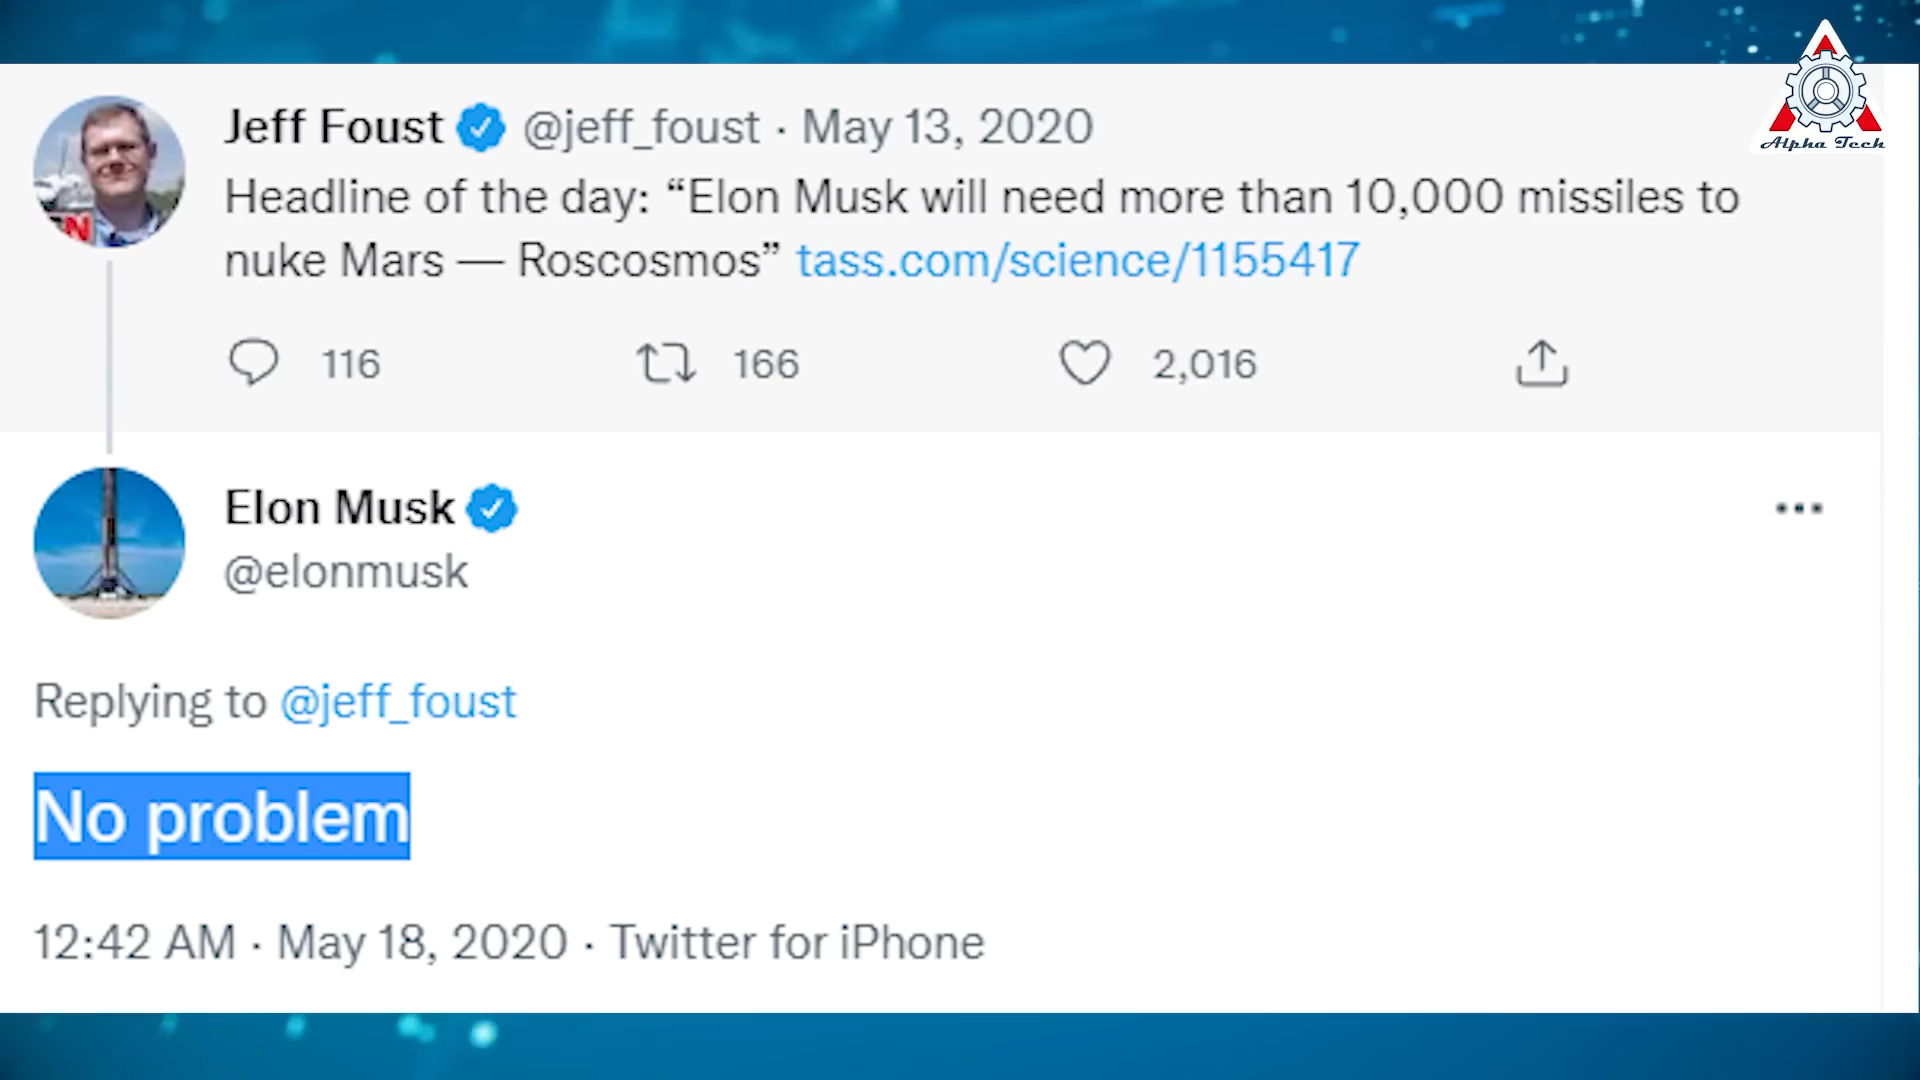 Alpha Tech
Jeff Foust @jeff_foust · May 13, 2020
Headline of the day: “Elon Musk will need more than 10,000 missiles to
nuke Mars — Roscosmos” tass.com/science/1155417
116 166 2,016
N
Elon Musk
@elonmusk
Replying to @jeff_foust
No problem
12:42 AM · May 18, 2020 · Twitter for iPhone